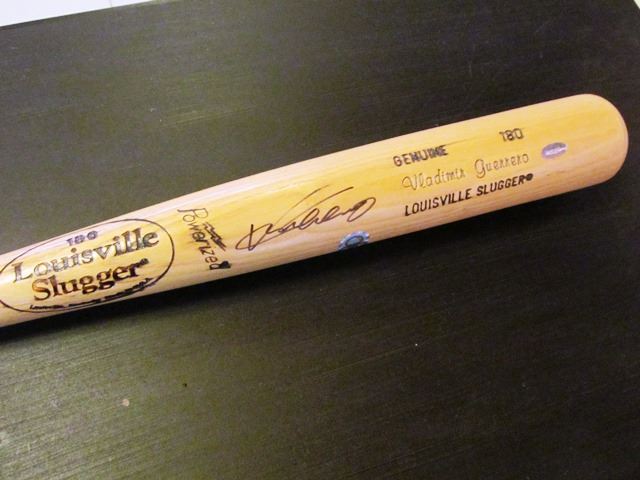 180
Louisville
Slugger
Powerized
GENUINE 180
Vladimir Guerrero
LOUISVILLE SLUGGER®